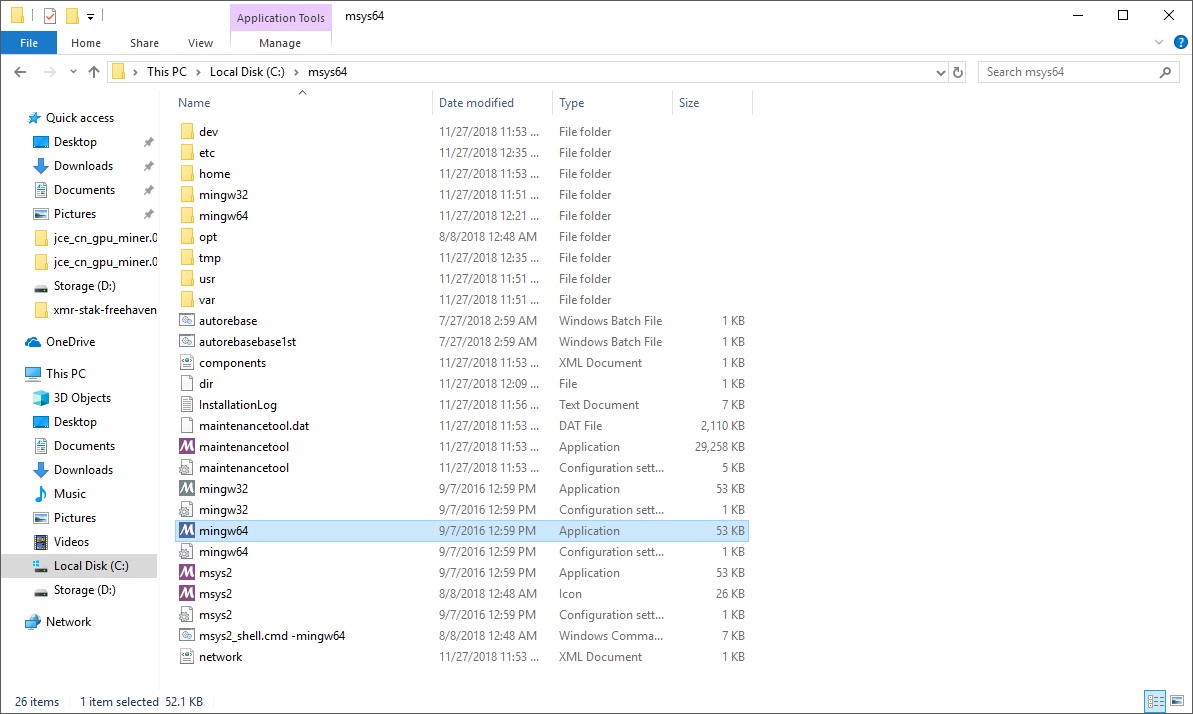 Application Tools msys64
File Home Share View Manage
?
This PC Local Disk (C:) msys64 Search msys64
Name Date modified Type Size
Quick access
Desktop
Downloads
Documents
Pictures
jce_cn_gpu_miner.0
jce_cn_gpu_miner.0
Storage (D:)
xmr-stak-freehaven
OneDrive
This PC
3D Objects
Desktop
Documents
Downloads
Music
Pictures
Videos
Local Disk (C:)
Storage (D:)
Network
dev 11/27/2018 11:53 ... File folder
etc 11/27/2018 12:35 ... File folder
home 11/27/2018 11:53 ... File folder
mingw32 11/27/2018 11:51 ... File folder
mingw64 11/27/2018 12:21 ... File folder
opt 8/8/2018 12:48 AM File folder
tmp 11/27/2018 12:35 ... File folder
usr 11/27/2018 11:51 ... File folder
var 11/27/2018 11:51 ... File folder
autorebase 7/27/2018 2:59 AM Windows Batch File 1 KB
autorebasebase1st 7/27/2018 2:59 AM Windows Batch File 1 KB
components 11/27/2018 11:53 ... XML Document 1 KB
dir 11/27/2018 12:09 ... File 1 KB
InstallationLog 11/27/2018 11:56 ... Text Document 7 KB
maintenancetool.dat 11/27/2018 11:53 ... DAT File 2,110 KB
maintenancetool 11/27/2018 11:53 ... Application 29,258 KB
maintenancetool 11/27/2018 11:53 ... Configuration sett... 5 KB
mingw32 9/7/2016 12:59 PM Application 53 KB
mingw32 9/7/2016 12:59 PM Configuration sett... 1 KB
mingw64 9/7/2016 12:59 PM Application 53 KB
mingw64 9/7/2016 12:59 PM Configuration sett... 1 KB
msys2 9/7/2016 12:59 PM Application 53 KB
msys2 8/8/2018 12:48 AM Icon 26 KB
msys2 9/7/2016 12:59 PM Configuration sett... 1 KB
msys2_shell.cmd -mingw64 8/8/2018 12:48 AM Windows Comma... 7 KB
network 11/27/2018 11:53 ... XML Document 1 KB
26 items 1 item selected 52.1 KB